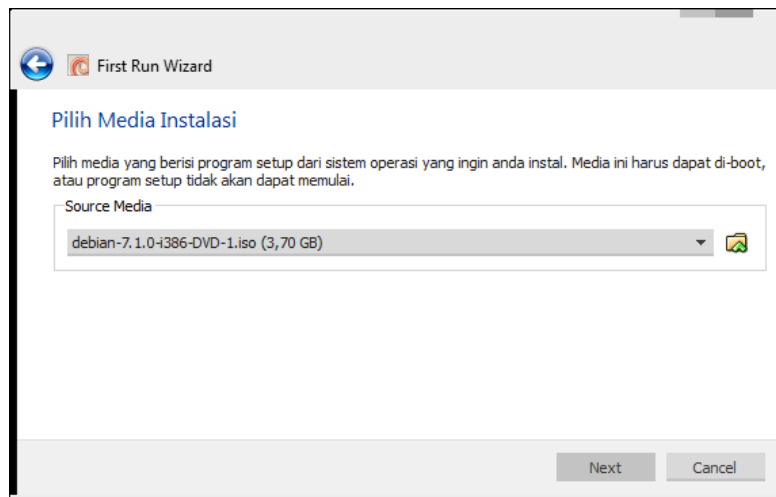 First Run Wizard
Pilih Media Instalasi
Pilih media yang berisi program setup dari sistem operasi yang ingin anda instal. Media ini harus dapat di-boot,
atau program setup tidak akan dapat memulai.
Source Media
debian-7.1.0-i386-DVD-1.iso (3,70 GB)
Next Cancel